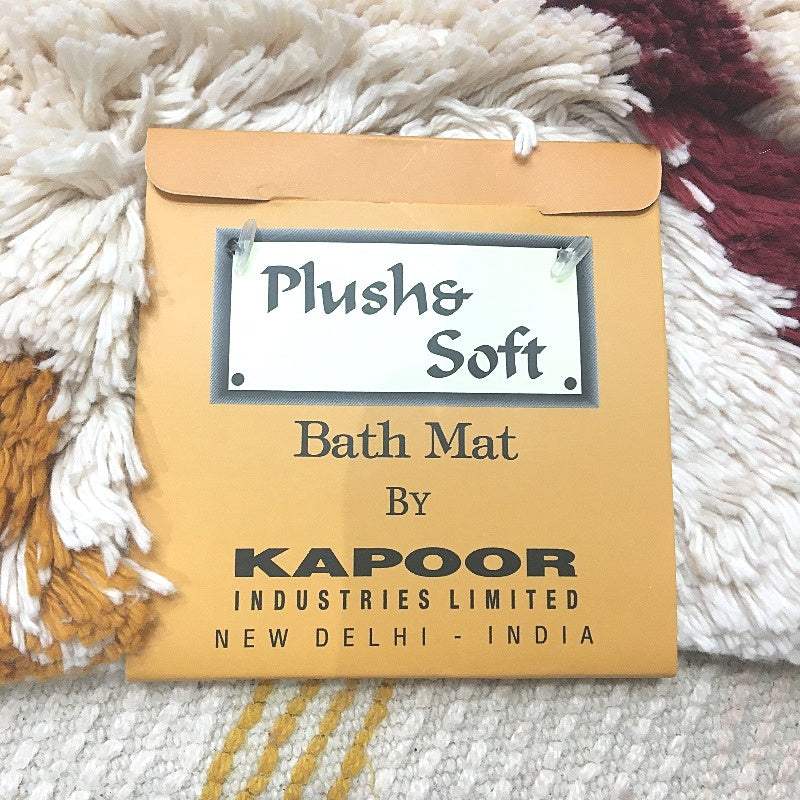 Plush&
Soft
Bath Mat
By
KAPOOR
INDUSTRIES LIMITED
NEW DELHI - INDIA